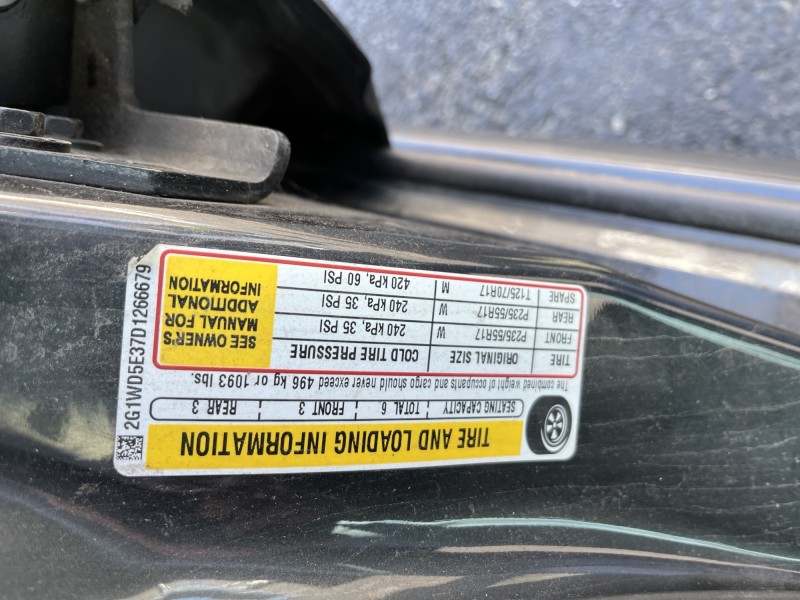 TIRE AND LOADING INFORMATION
SEATING CAPACITY TOTAL 6 FRONT 3 REAR 3
The combined weight of occupants and cargo should never exceed 496 kg or 1093 lbs.
TIRE ORIGINAL SIZE COLD TIRE PRESSURE
FRONT P235/55R17 W 240 kPa, 35 PSI
REAR P235/55R17 W 240 kPa, 35 PSI
SPARE T125/70R17 M 420 kPa, 60 PSI
SEE OWNER'S
MANUAL FOR
ADDITIONAL
INFORMATION
2G1WD5E37D1266679